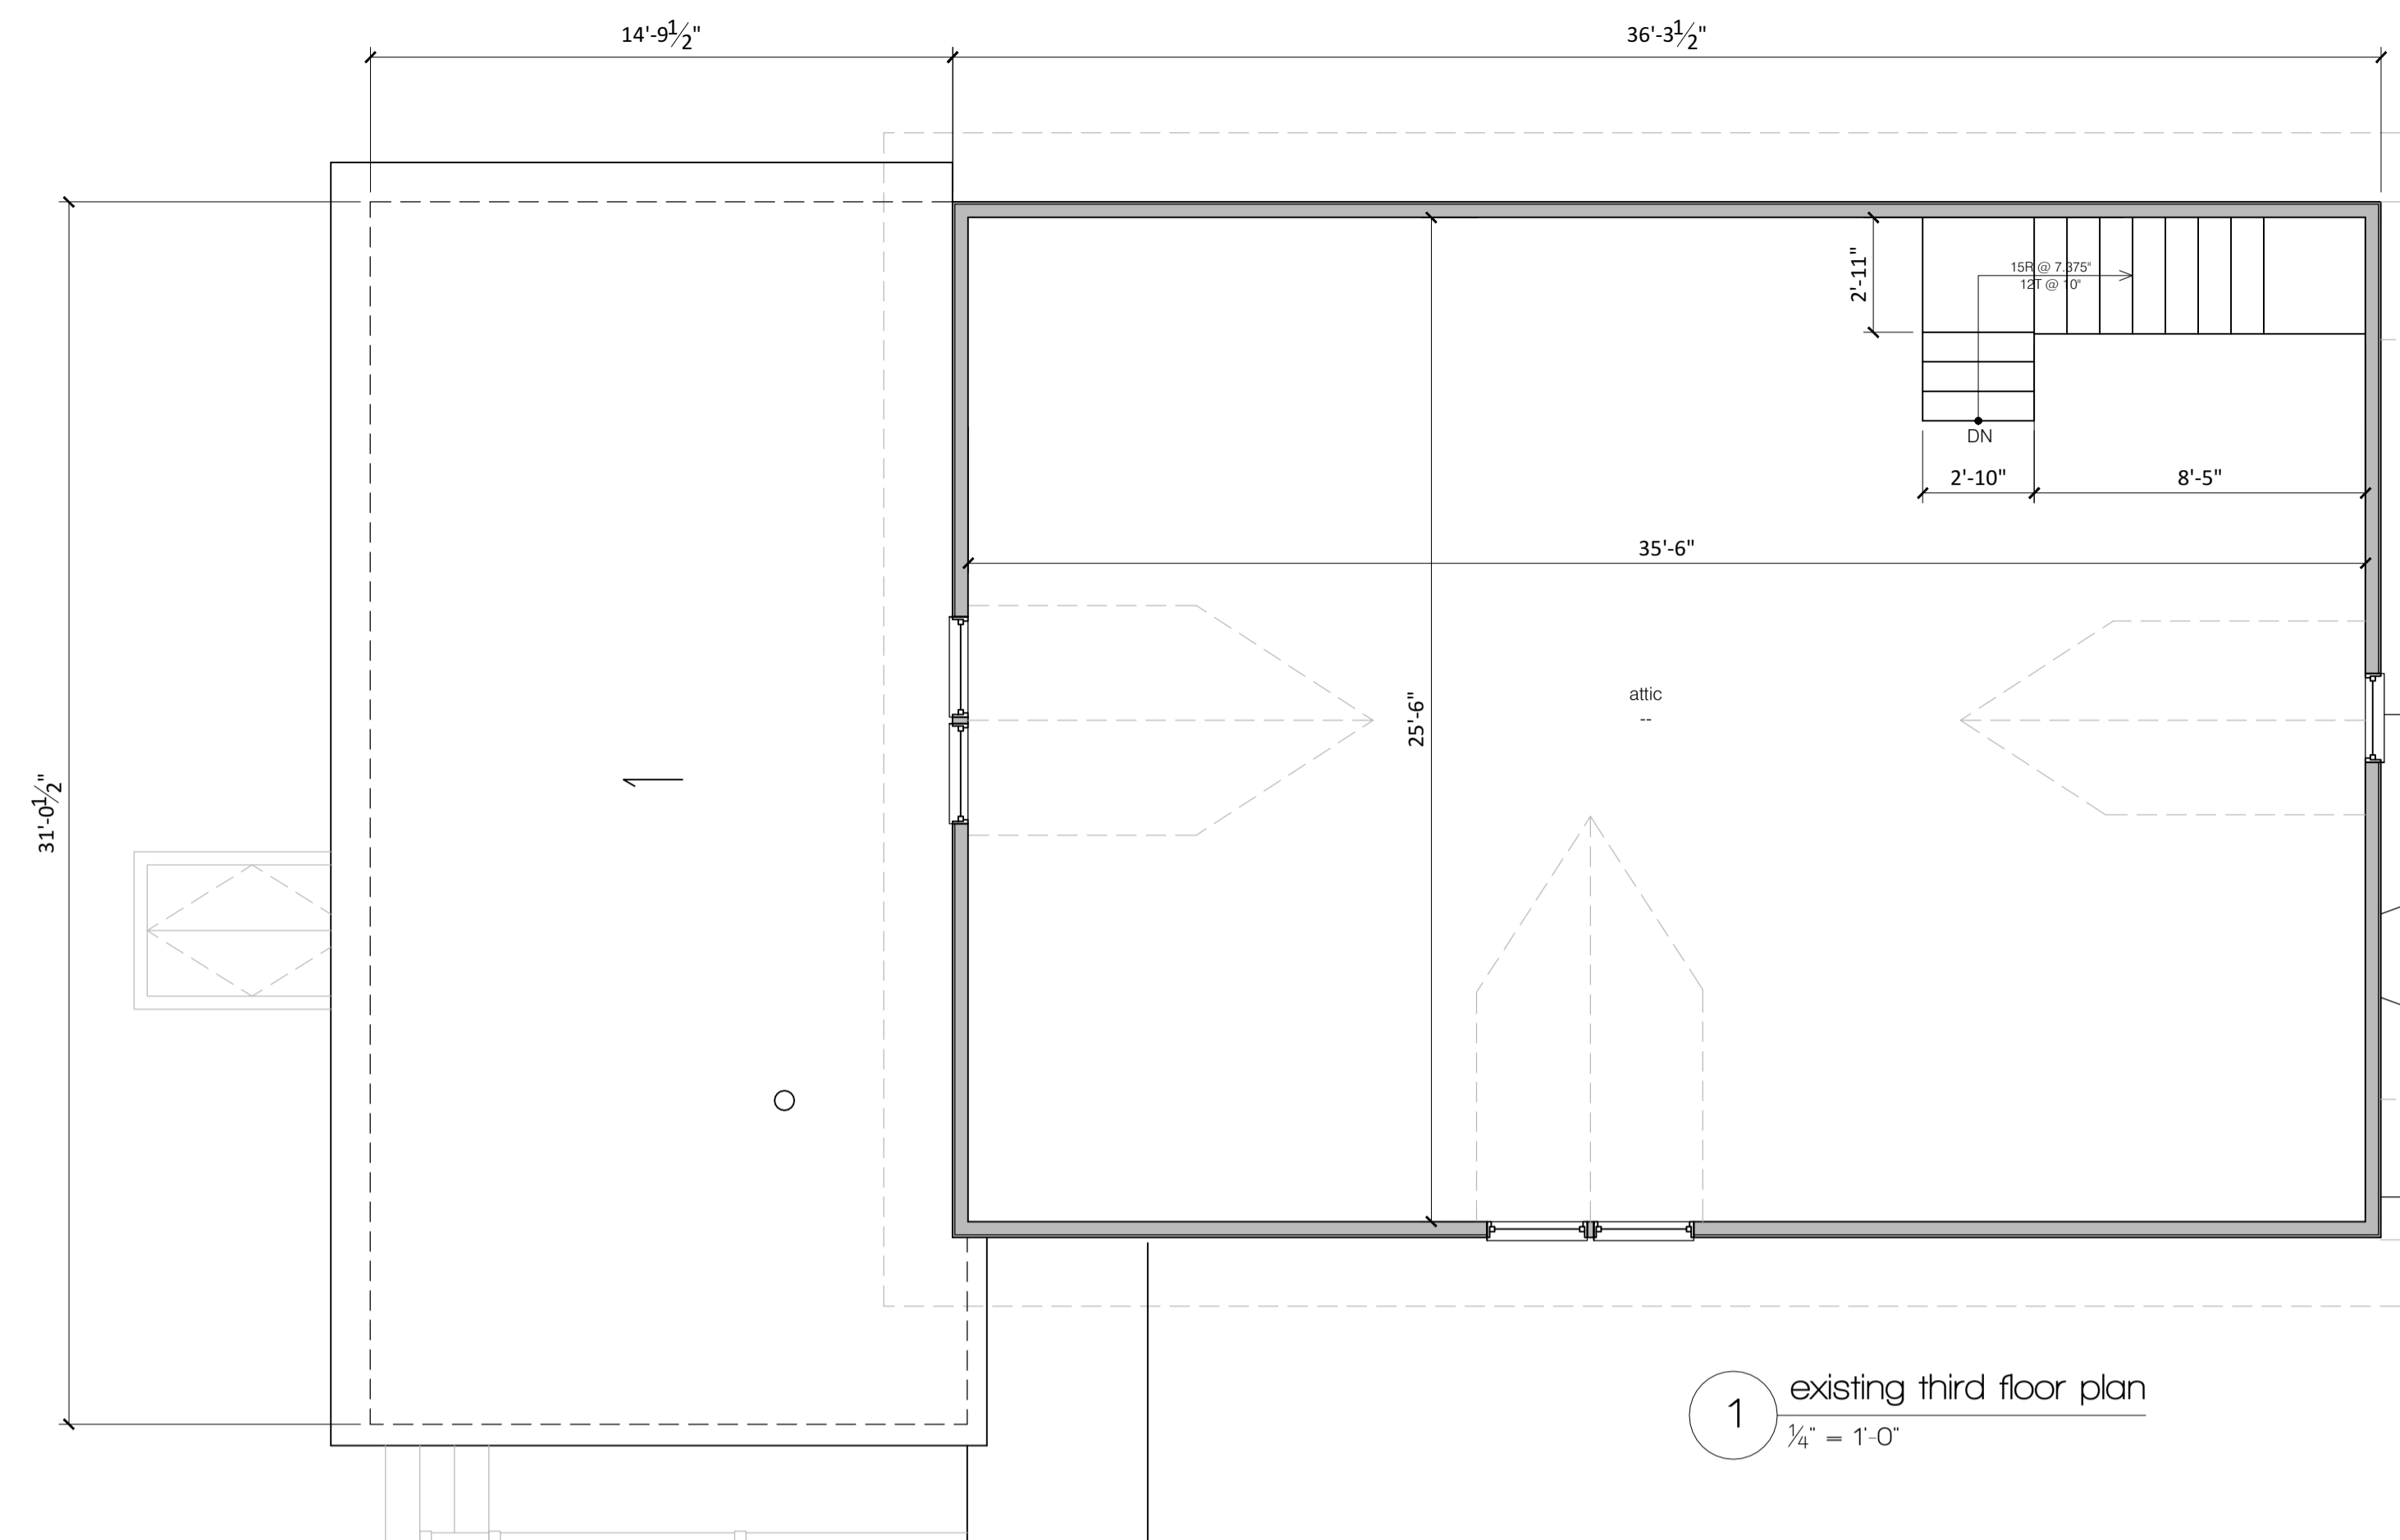 14'-9½"
36'-3½"
2'-11"
15R @ 7.375"
12T @ 10"
DN
2'-10"
8'-5"
35'-6"
25'-6"
attic
--
31'-0½"
1
existing third floor plan
¼" = 1'-0"